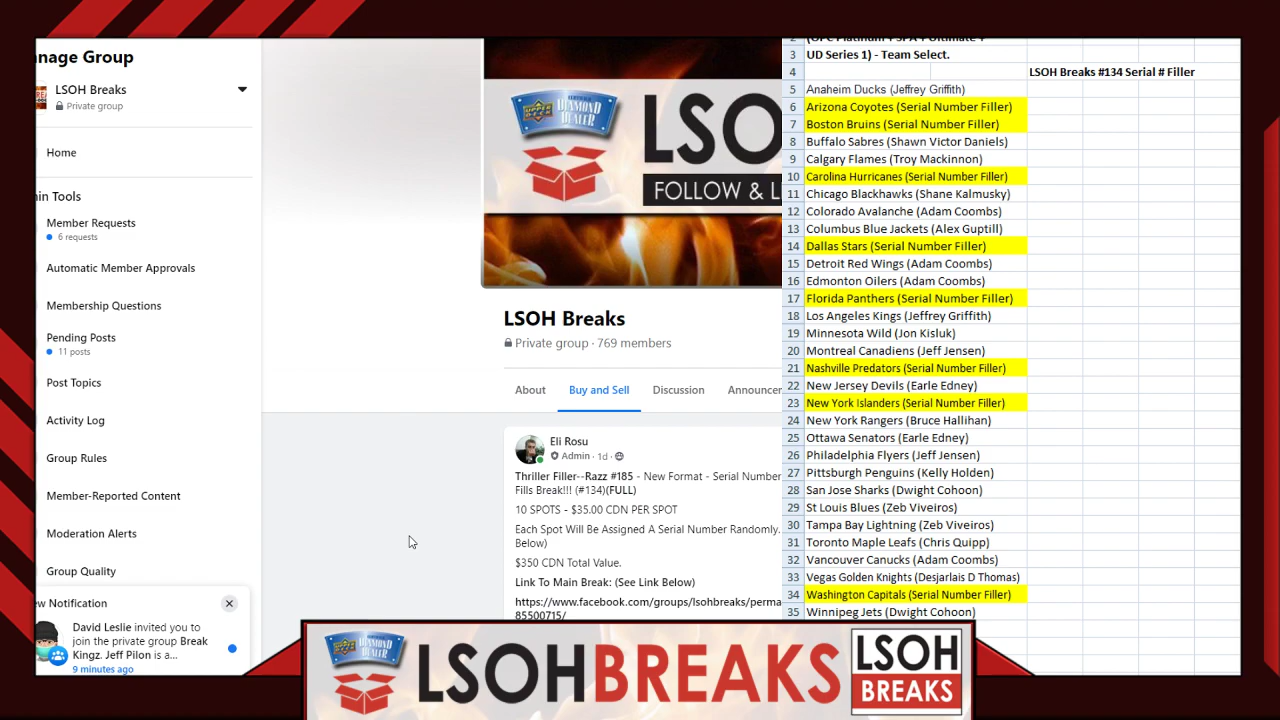 nage Group
LSOH Breaks
Private group
Home
in Tools
Member Requests
6 requests
Automatic Member Approvals
Membership Questions
Pending Posts
11 posts
Post Topics
Activity Log
Group Rules
Member-Reported Content
Moderation Alerts
Group Quality
ew Notification
David Leslie invited you to
join the private group Break
Kingz. Jeff Pilon is a...
9 minutes ago
UPPER DECK
CERTIFIED
DIAMOND
DEALER
LSO
FOLLOW & L
LSOH Breaks
Private group · 769 members
About
Buy and Sell
Discussion
Announcer
Eli Rosu
Admin · 1d ·
Thriller Filler--Razz #185 - New Format - Serial Number
Fills Break!!! (#134)(FULL)
10 SPOTS - $35.00 CDN PER SPOT
Each Spot Will Be Assigned A Serial Number Randomly.
Below)
$350 CDN Total Value.
Link To Main Break: (See Link Below)
https://www.facebook.com/groups/lsohbreaks/perma
85500715/
2 (OPC Platinum + SPA + Ultimate +
3 UD Series 1) - Team Select.
4 LSOH Breaks #134 Serial # Filler
5 Anaheim Ducks (Jeffrey Griffith)
6 Arizona Coyotes (Serial Number Filler)
7 Boston Bruins (Serial Number Filler)
8 Buffalo Sabres (Shawn Victor Daniels)
9 Calgary Flames (Troy Mackinnon)
10 Carolina Hurricanes (Serial Number Filler)
11 Chicago Blackhawks (Shane Kalmusky)
12 Colorado Avalanche (Adam Coombs)
13 Columbus Blue Jackets (Alex Guptill)
14 Dallas Stars (Serial Number Filler)
15 Detroit Red Wings (Adam Coombs)
16 Edmonton Oilers (Adam Coombs)
17 Florida Panthers (Serial Number Filler)
18 Los Angeles Kings (Jeffrey Griffith)
19 Minnesota Wild (Jon Kisluk)
20 Montreal Canadiens (Jeff Jensen)
21 Nashville Predators (Serial Number Filler)
22 New Jersey Devils (Earle Edney)
23 New York Islanders (Serial Number Filler)
24 New York Rangers (Bruce Hallihan)
25 Ottawa Senators (Earle Edney)
26 Philadelphia Flyers (Jeff Jensen)
27 Pittsburgh Penguins (Kelly Holden)
28 San Jose Sharks (Dwight Cohoon)
29 St Louis Blues (Zeb Viveiros)
30 Tampa Bay Lightning (Zeb Viveiros)
31 Toronto Maple Leafs (Chris Quipp)
32 Vancouver Canucks (Adam Coombs)
33 Vegas Golden Knights (Desjarlais D Thomas)
34 Washington Capitals (Serial Number Filler)
35 Winnipeg Jets (Dwight Cohoon)
DIAMOND
DEALER
LSOHBREAKS
LSOH
BREAKS